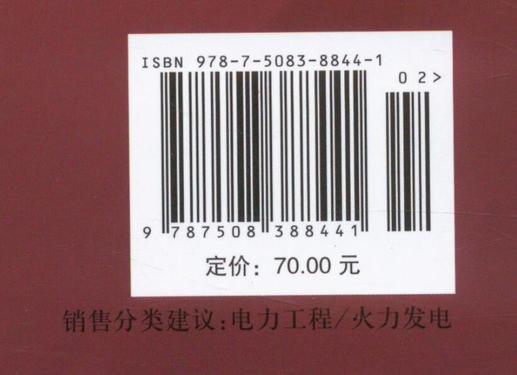 ISBN 978-7-5083-8844-1
02>
9 787508 388441
定价：70.00 元
销售分类建议：电力工程/火力发电